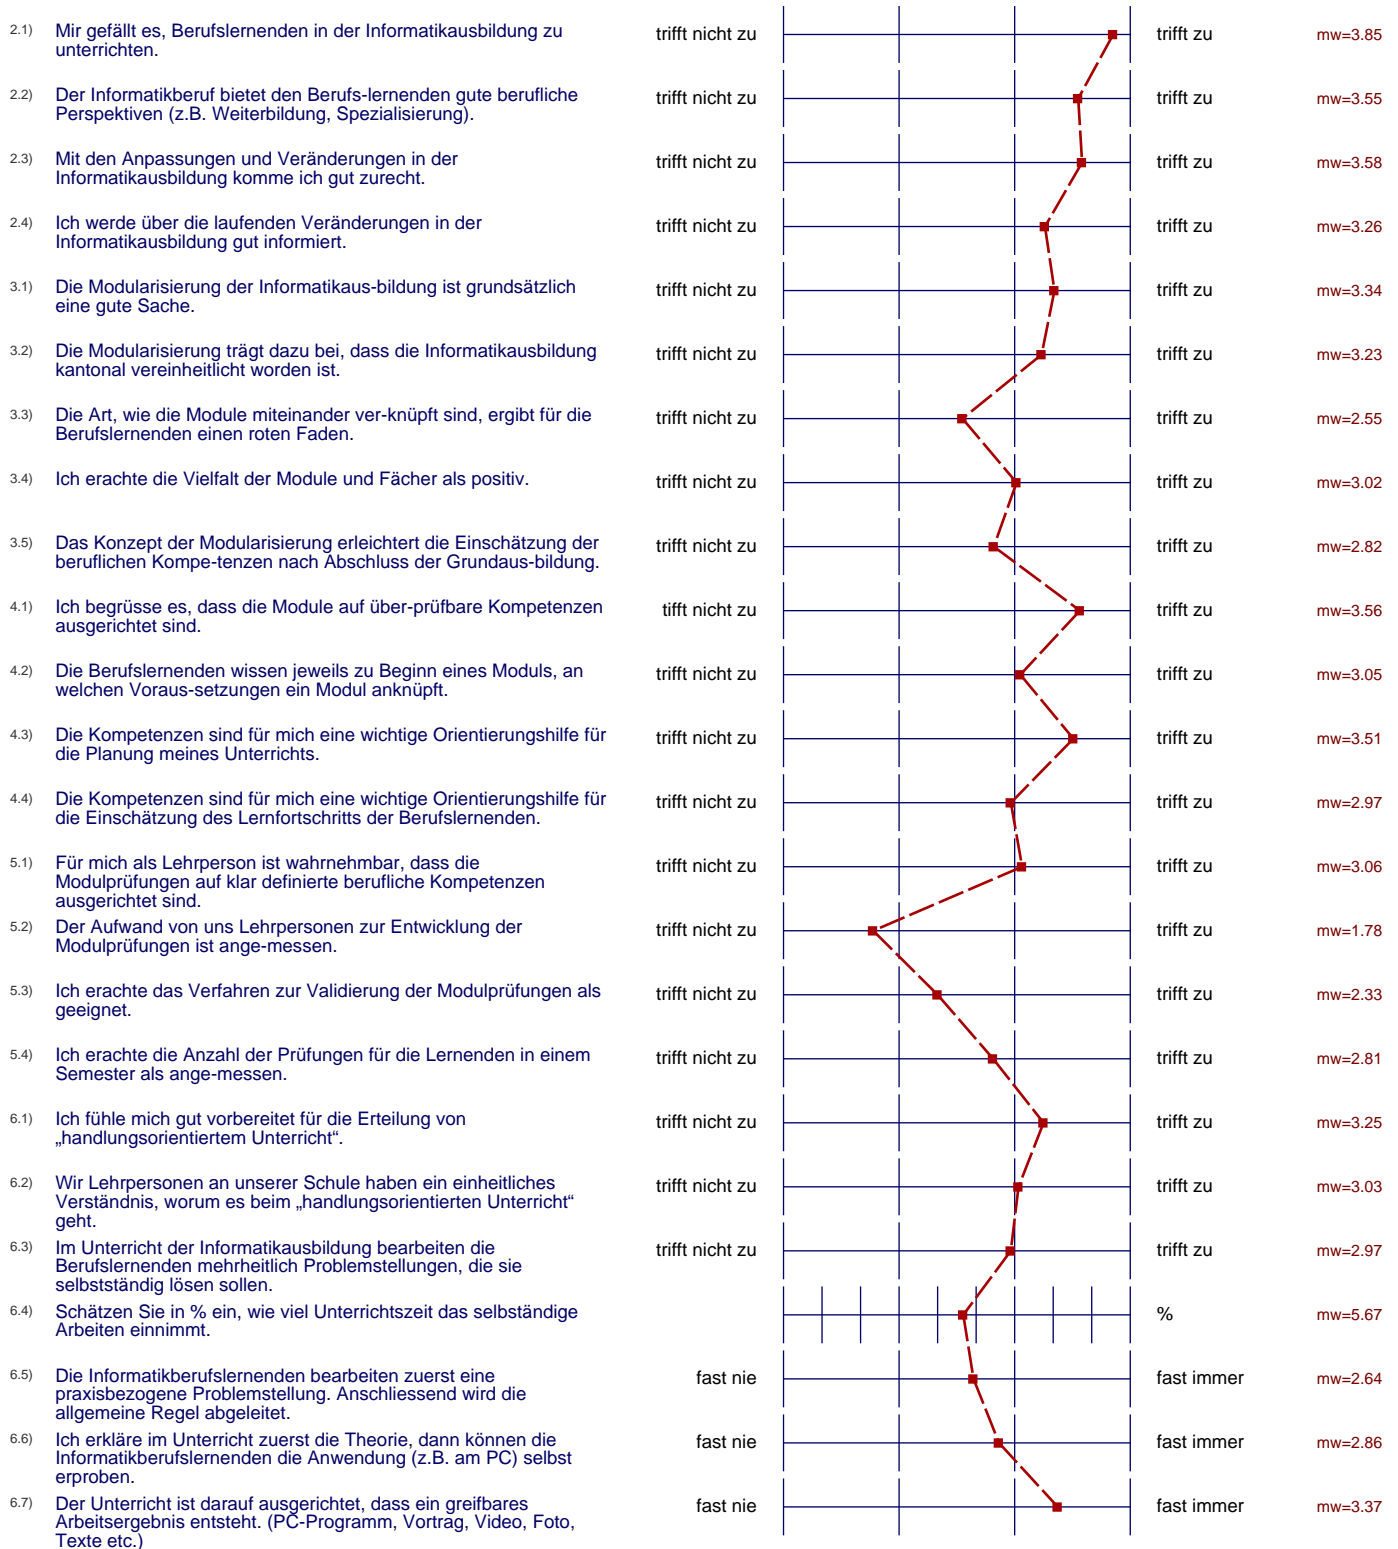 2.1) Mir gefällt es, Berufslernenden in der Informatikausbildung zu trifft nicht zu trifft zu mw=3.85
unterrichten.
2.2) Der Informatikberuf bietet den Berufs-lernenden gute berufliche trifft nicht zu trifft zu mw=3.55
Perspektiven (z.B. Weiterbildung, Spezialisierung).
2.3) Mit den Anpassungen und Veränderungen in der trifft nicht zu trifft zu mw=3.58
Informatikausbildung komme ich gut zurecht.
2.4) Ich werde über die laufenden Veränderungen in der trifft nicht zu trifft zu mw=3.26
Informatikausbildung gut informiert.
3.1) Die Modularisierung der Informatikaus-bildung ist grundsätzlich trifft nicht zu trifft zu mw=3.34
eine gute Sache.
3.2) Die Modularisierung trägt dazu bei, dass die Informatikausbildung trifft nicht zu trifft zu mw=3.23
kantonal vereinheitlicht worden ist.
3.3) Die Art, wie die Module miteinander ver-knüpft sind, ergibt für die trifft nicht zu trifft zu mw=2.55
Berufslernenden einen roten Faden.
3.4) Ich erachte die Vielfalt der Module und Fächer als positiv. trifft nicht zu trifft zu mw=3.02
3.5) Das Konzept der Modularisierung erleichtert die Einschätzung der trifft nicht zu trifft zu mw=2.82
beruflichen Kompe-tenzen nach Abschluss der Grundaus-bildung.
4.1) Ich begrüsse es, dass die Module auf über-prüfbare Kompetenzen tifft nicht zu trifft zu mw=3.56
ausgerichtet sind.
4.2) Die Berufslernenden wissen jeweils zu Beginn eines Moduls, an trifft nicht zu trifft zu mw=3.05
welchen Voraus-setzungen ein Modul anknüpft.
4.3) Die Kompetenzen sind für mich eine wichtige Orientierungshilfe für trifft nicht zu trifft zu mw=3.51
die Planung meines Unterrichts.
4.4) Die Kompetenzen sind für mich eine wichtige Orientierungshilfe für trifft nicht zu trifft zu mw=2.97
die Einschätzung des Lernfortschritts der Berufslernenden.
5.1) Für mich als Lehrperson ist wahrnehmbar, dass die trifft nicht zu trifft zu mw=3.06
Modulprüfungen auf klar definierte berufliche Kompetenzen
ausgerichtet sind.
5.2) Der Aufwand von uns Lehrpersonen zur Entwicklung der trifft nicht zu trifft zu mw=1.78
Modulprüfungen ist ange-messen.
5.3) Ich erachte das Verfahren zur Validierung der Modulprüfungen als trifft nicht zu trifft zu mw=2.33
geeignet.
5.4) Ich erachte die Anzahl der Prüfungen für die Lernenden in einem trifft nicht zu trifft zu mw=2.81
Semester als ange-messen.
6.1) Ich fühle mich gut vorbereitet für die Erteilung von trifft nicht zu trifft zu mw=3.25
„handlungsorientiertem Unterricht“.
6.2) Wir Lehrpersonen an unserer Schule haben ein einheitliches trifft nicht zu trifft zu mw=3.03
Verständnis, worum es beim „handlungsorientierten Unterricht“
geht.
6.3) Im Unterricht der Informatikausbildung bearbeiten die trifft nicht zu trifft zu mw=2.97
Berufslernenden mehrheitlich Problemstellungen, die sie
selbstständig lösen sollen.
6.4) Schätzen Sie in % ein, wie viel Unterrichtszeit das selbständige % mw=5.67
Arbeiten einnimmt.
6.5) Die Informatikberufslernenden bearbeiten zuerst eine fast nie fast immer mw=2.64
praxisbezogene Problemstellung. Anschliessend wird die
allgemeine Regel abgeleitet.
6.6) Ich erkläre im Unterricht zuerst die Theorie, dann können die fast nie fast immer mw=2.86
Informatikberufslernenden die Anwendung (z.B. am PC) selbst
erproben.
6.7) Der Unterricht ist darauf ausgerichtet, dass ein greifbares fast nie fast immer mw=3.37
Arbeitsergebnis entsteht. (PC-Programm, Vortrag, Video, Foto,
Texte etc.)